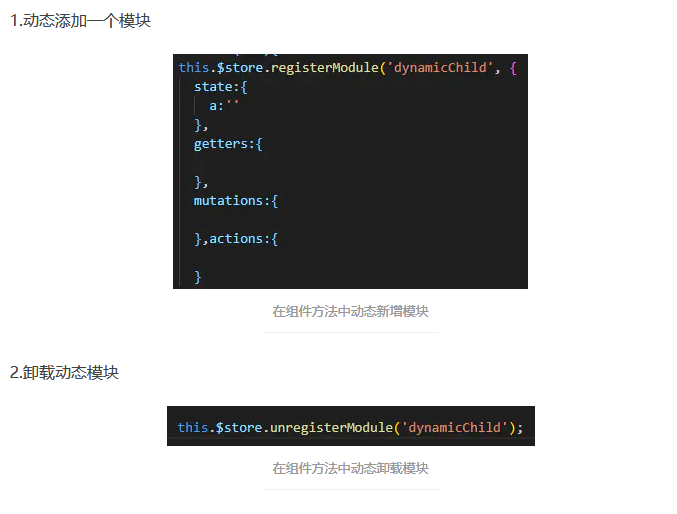 1.动态添加一个模块
this.$store.registerModule('dynamicChild', {
state:{
a:''
},
getters:{
},
mutations:{
},actions:{
}
在组件方法中动态新增模块
2.卸载动态模块
this.$store.unregisterModule('dynamicChild');
在组件方法中动态卸载模块